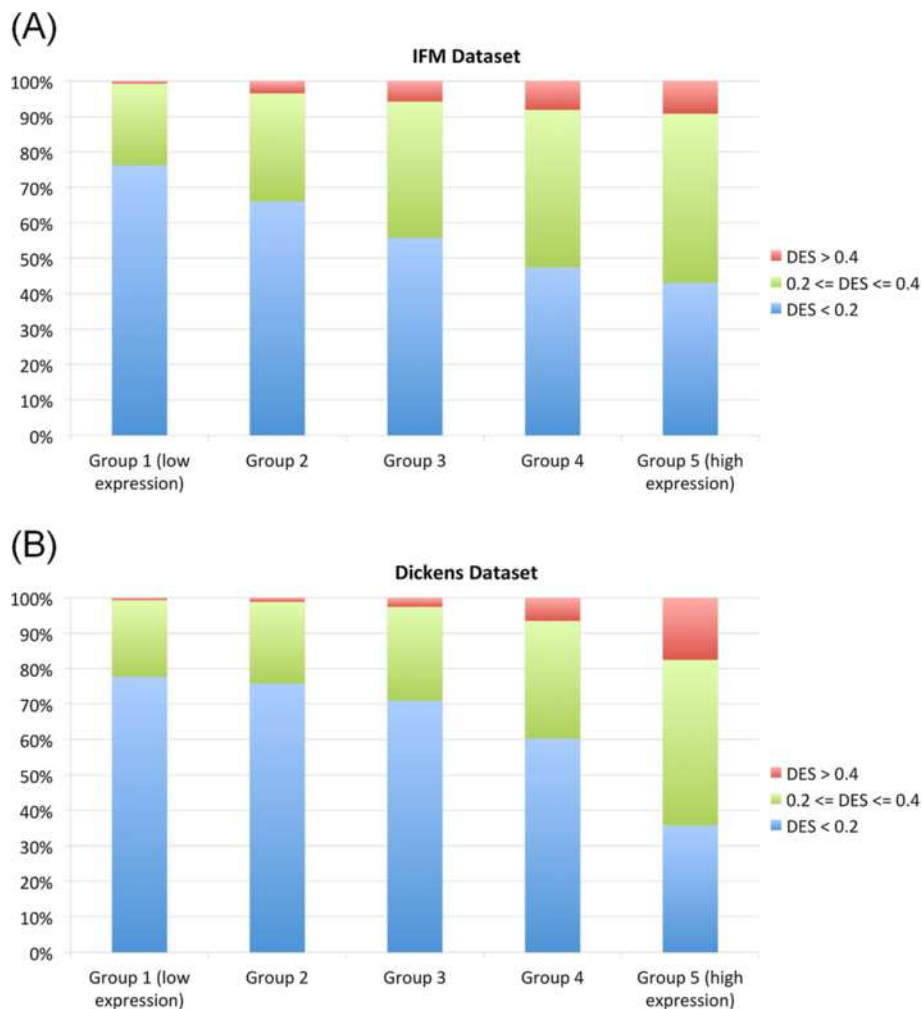 (A)
IFM Dataset
100%
90%
80%
70%
60%
50%
40%
30%
20%
10%
0%
Group 1 (low
expression)
Group 2
Group 3
Group 4
Group 5 (high
expression)
DES > 0.4
0.2 <= DES <= 0.4
DES < 0.2
(B)
Dickens Dataset
100%
90%
80%
70%
60%
50%
40%
30%
20%
10%
0%
Group 1 (low
expression)
Group 2
Group 3
Group 4
Group 5 (high
expression)
DES > 0.4
0.2 <= DES <= 0.4
DES < 0.2